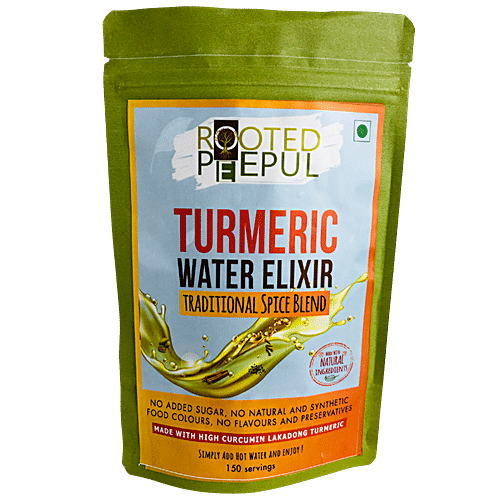 ROOTED
PEEPUL
TURMERIC
WATER ELIXIR
TRADITIONAL SPICE BLEND
MADE WITH
NATURAL
INGREDIENTS
NO ADDED SUGAR, NO NATURAL AND SYNTHETIC
FOOD COLOURS, NO FLAVOURS AND PRESERVATIVES
MADE WITH HIGH CURCUMIN LAKADONG TURMERIC
SIMPLY ADD HOT WATER AND ENJOY!
150 servings